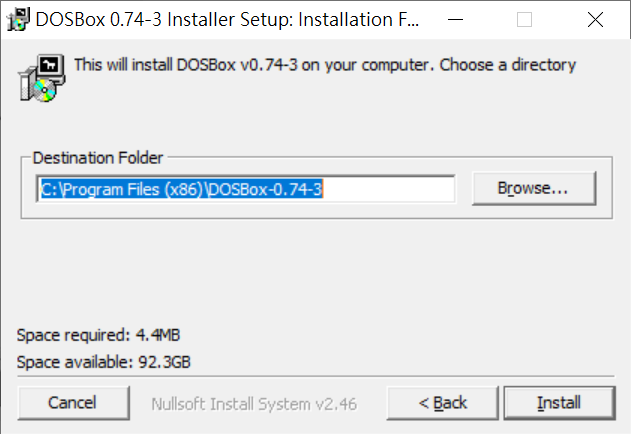 DOSBox 0.74-3 Installer Setup: Installation F...
This will install DOSBox v0.74-3 on your computer. Choose a directory
Destination Folder
C:\Program Files (x86)\DOSBox-0.74-3
Browse...
Space required: 4.4MB
Space available: 92.3GB
Cancel
Nullsoft Install System v2.46
< Back
Install